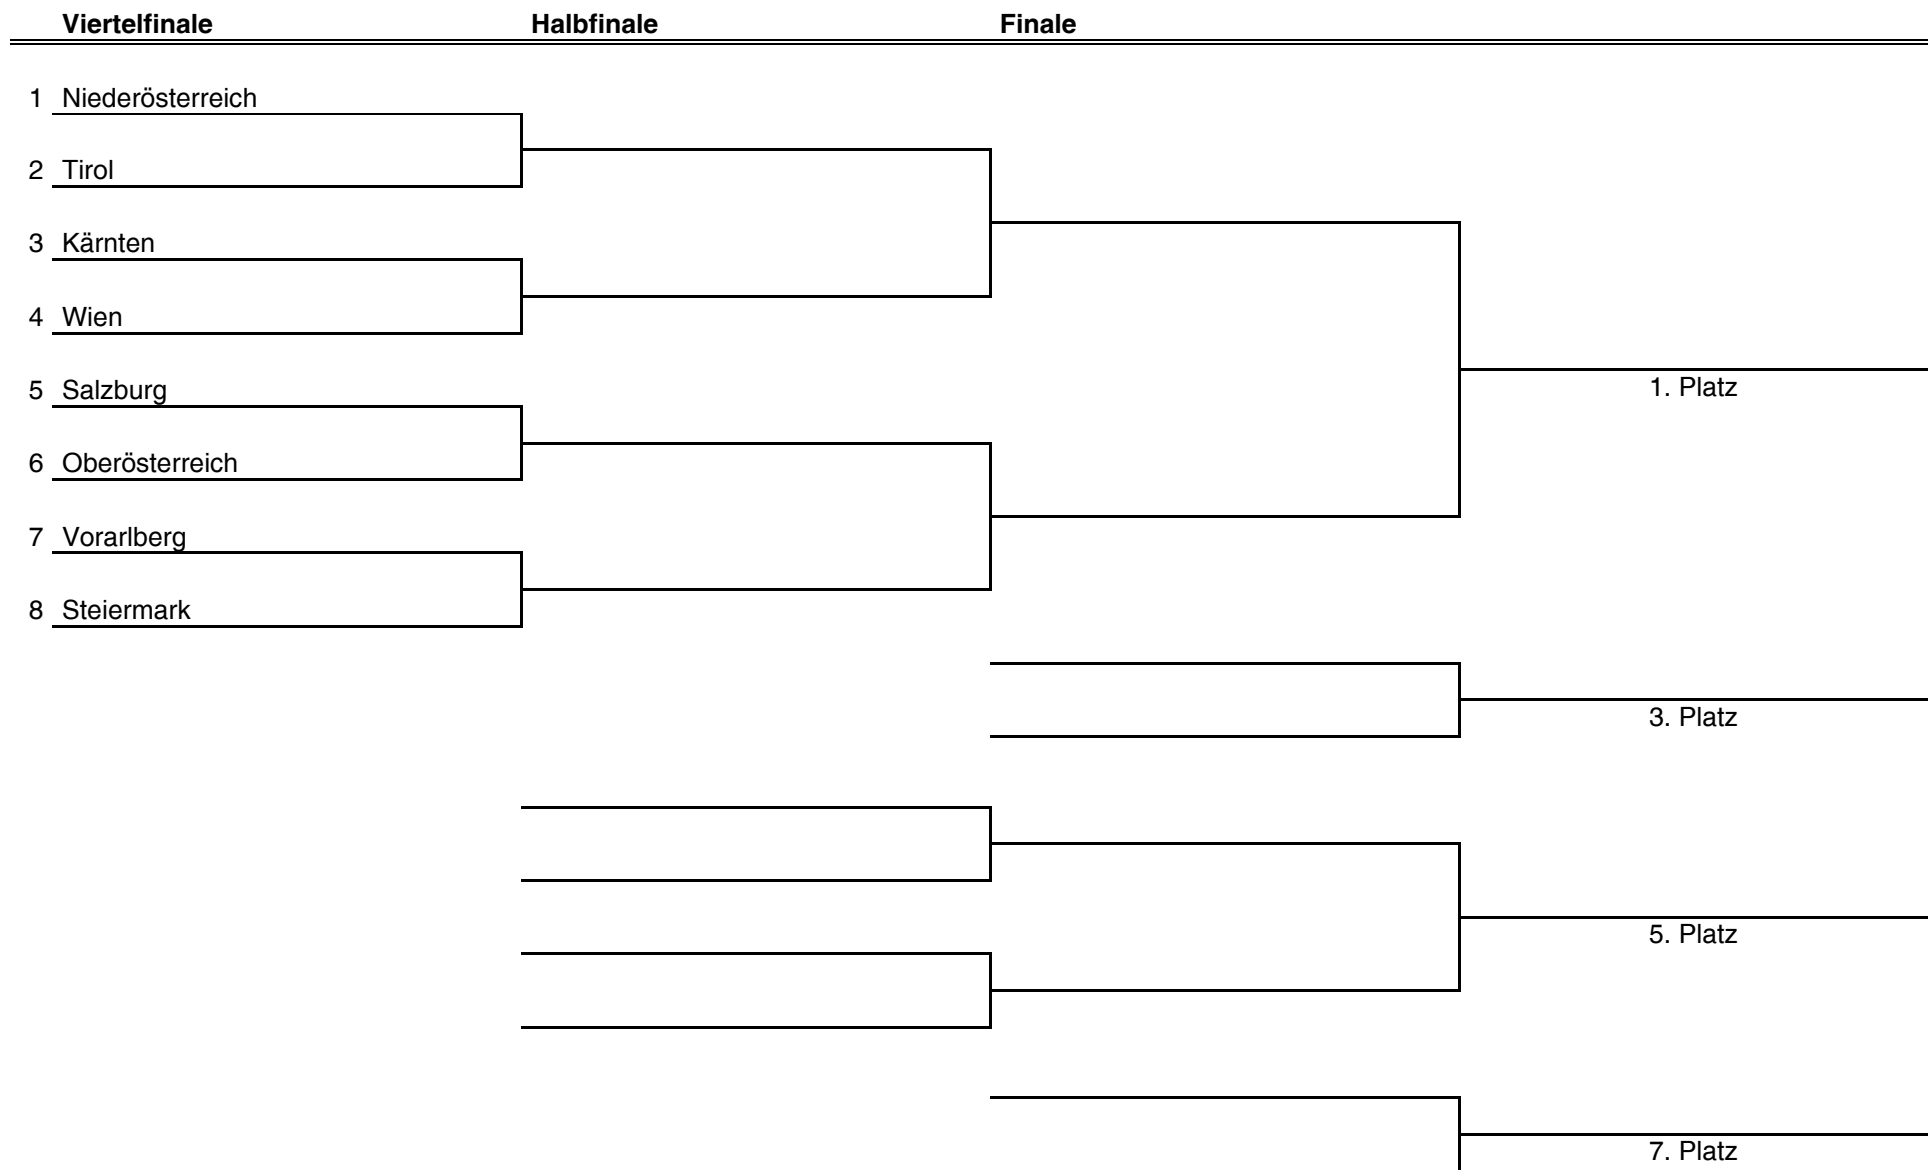 Viertelfinale Halbfinale Finale
1 Niederösterreich
2 Tirol
3 Kärnten
4 Wien
5 Salzburg
1. Platz
6 Oberösterreich
7 Vorarlberg
8 Steiermark
3. Platz
5. Platz
7. Platz